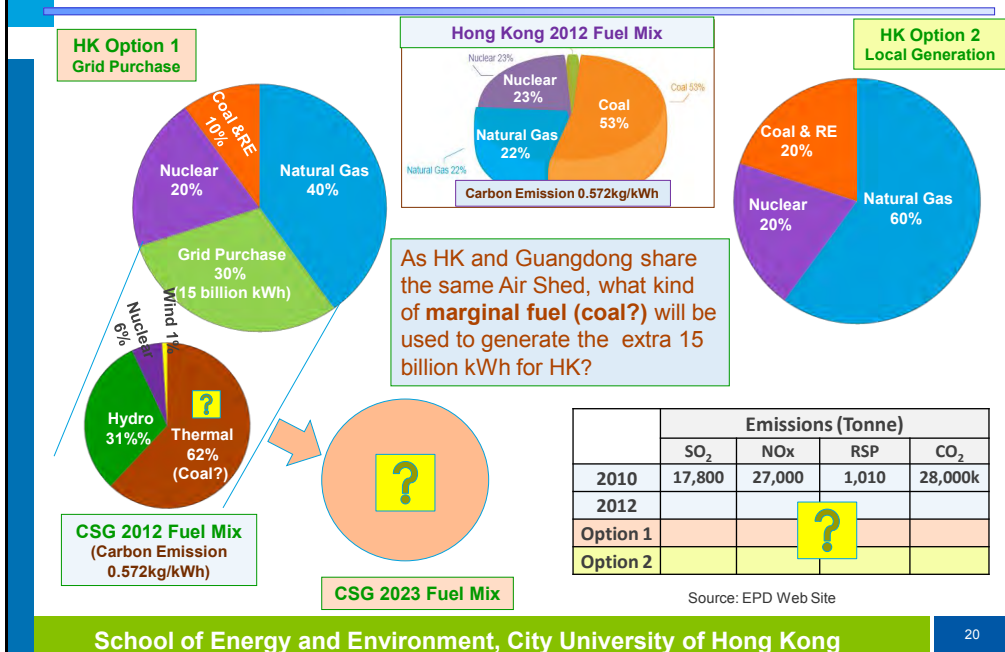 HK Option 1
Grid Purchase
Hong Kong 2012 Fuel Mix
HK Option 2
Local Generation
Nuclear 23%
Nuclear
23%
Coal
53%
Coal 53%
Natural Gas
22%
Natural Gas 22%
Carbon Emission 0.572kg/kWh
Coal &RE
10%
Natural Gas
40%
Nuclear
20%
Grid Purchase
30%
(15 billion kWh)
Coal & RE
20%
Nuclear
20%
Natural Gas
60%
As HK and Guangdong share
the same Air Shed, what kind
of marginal fuel (coal?) will be
used to generate the extra 15
billion kWh for HK?
Wind 1%
Nuclear
6%
Hydro
31%%
?
Thermal
62%
(Coal?)
?
CSG 2012 Fuel Mix
(Carbon Emission
0.572kg/kWh)
CSG 2023 Fuel Mix
Emissions (Tonne)
SO2 NOx RSP CO2
2010 17,800 27,000 1,010 28,000k
2012
?
Option 1
Option 2
Source: EPD Web Site
School of Energy and Environment, City University of Hong Kong
20